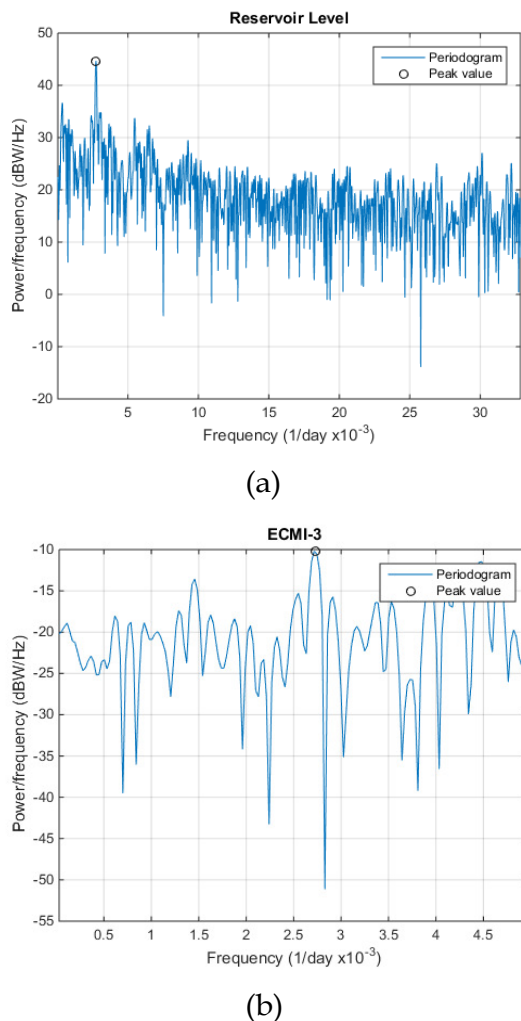 Reservoir Level
50
40
30
20
10
0
-10
-20
Power/frequency (dBW/Hz)
Periodogram
Peak value
5 10 15 20 25 30
Frequency (1/day x10⁻³)
(a)
ECMI-3
-10
-15
-20
-25
-30
-35
-40
-45
-50
-55
Power/frequency (dBW/Hz)
Periodogram
Peak value
0.5 1 1.5 2 2.5 3 3.5 4 4.5
Frequency (1/day x10⁻³)
(b)